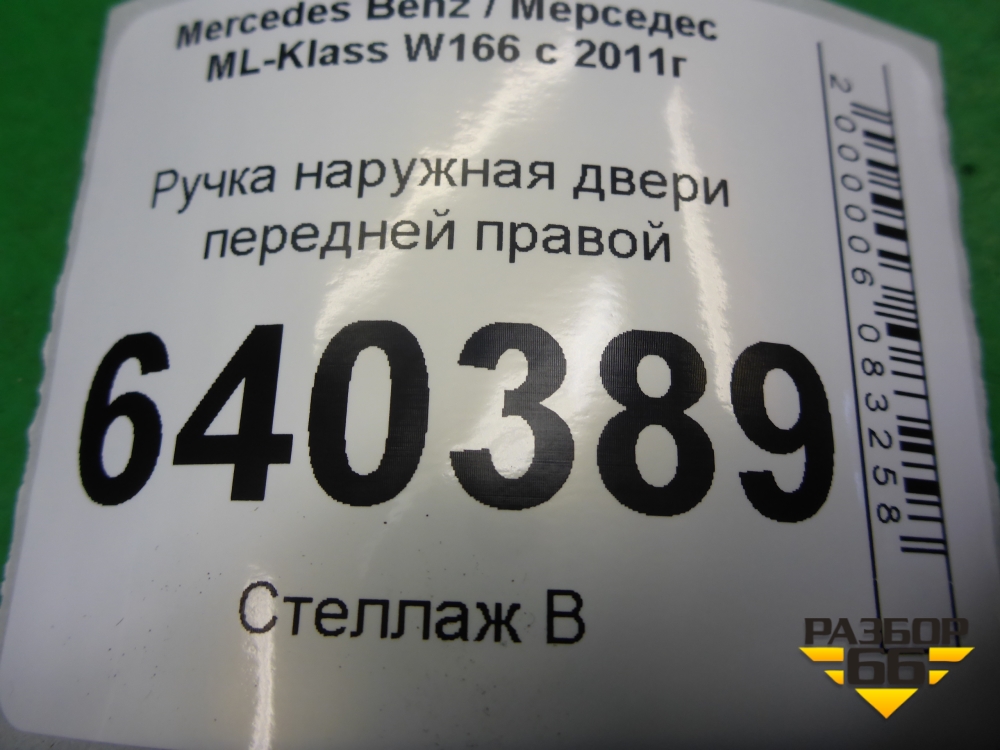 Mercedes Benz / Мерседес
ML-Klass W166 с 2011г
Ручка наружная двери
передней правой
640389
Стеллаж В
2000006083258
РАЗБОР
66